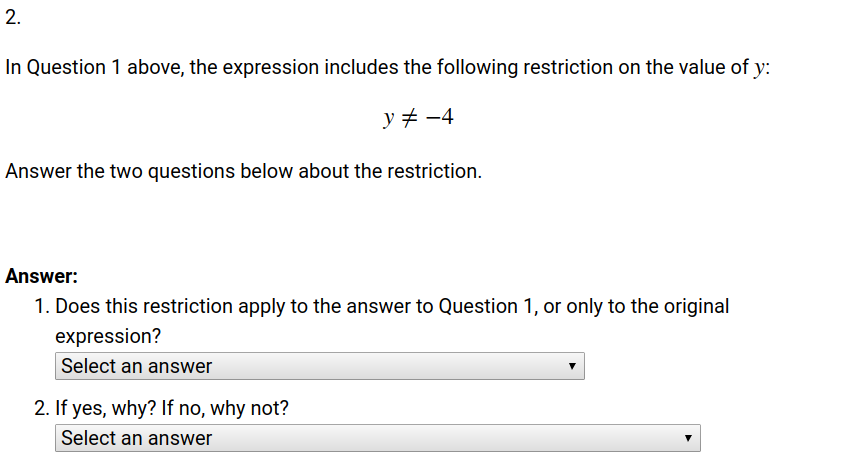 2.
In Question 1 above, the expression includes the following restriction on the value of y:
y ≠ −4
Answer the two questions below about the restriction.
Answer:
1. Does this restriction apply to the answer to Question 1, or only to the original
expression?
Select an answer
2. If yes, why? If no, why not?
Select an answer